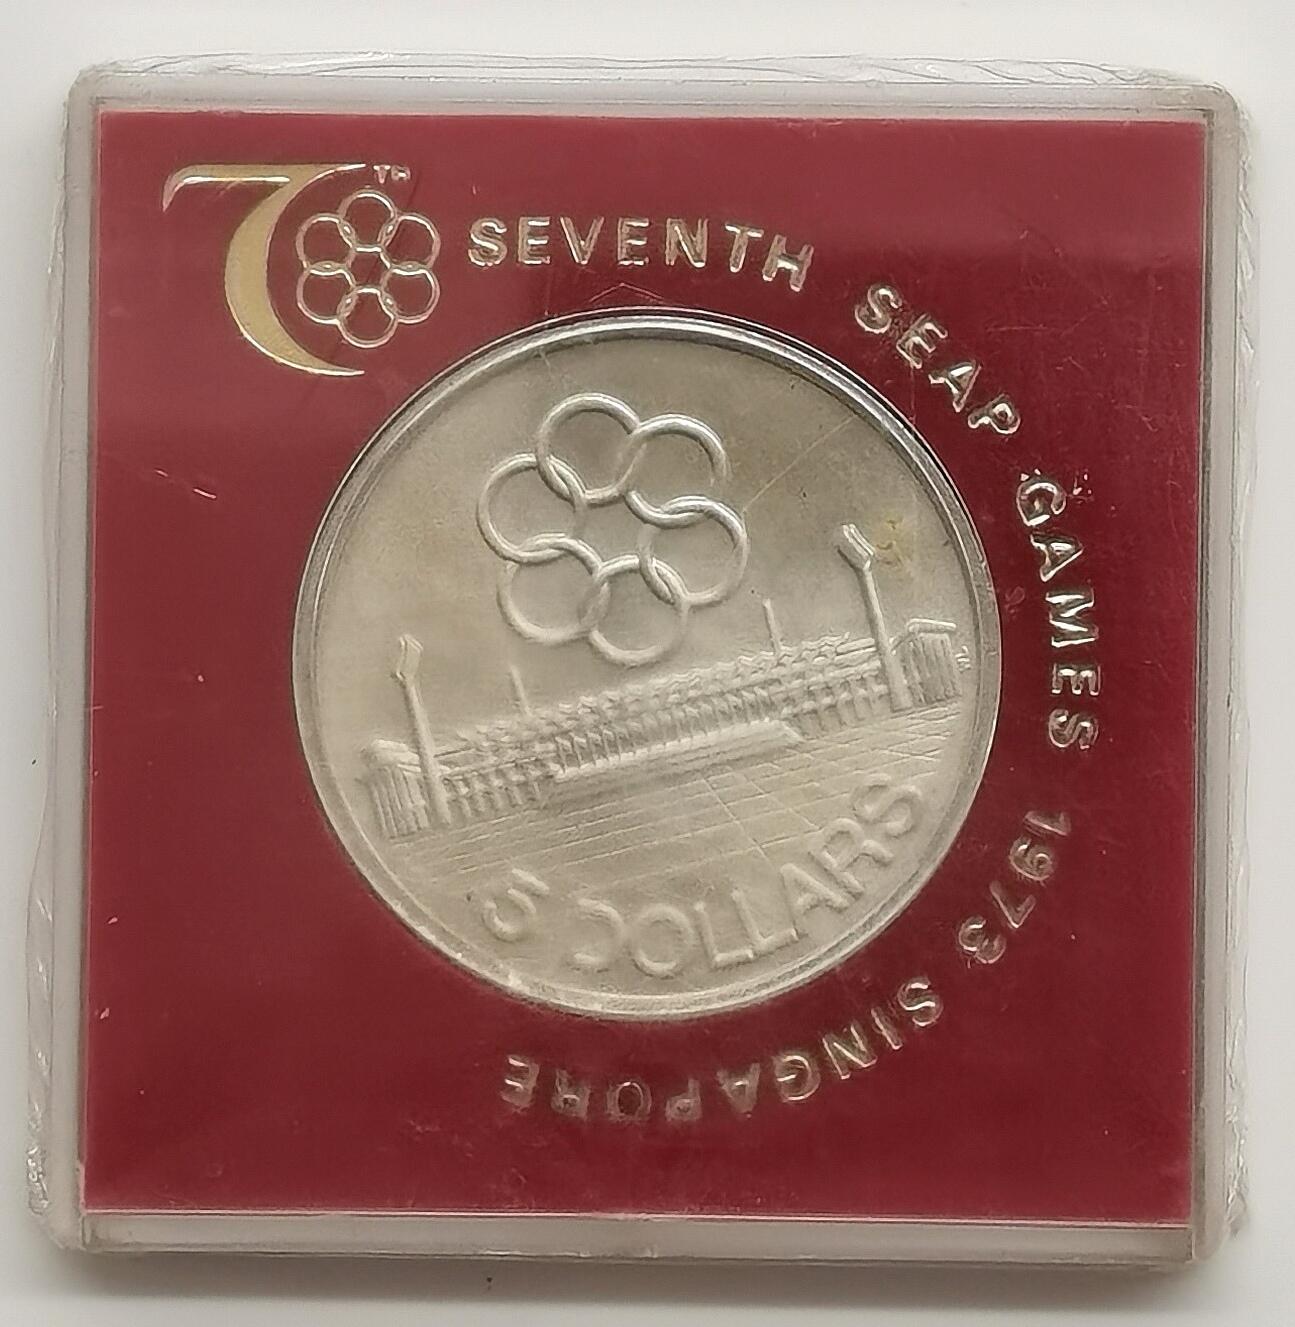 7TH
SEVENTH SEAP GAMES 1973 SINGAPORE
5 DOLLARS